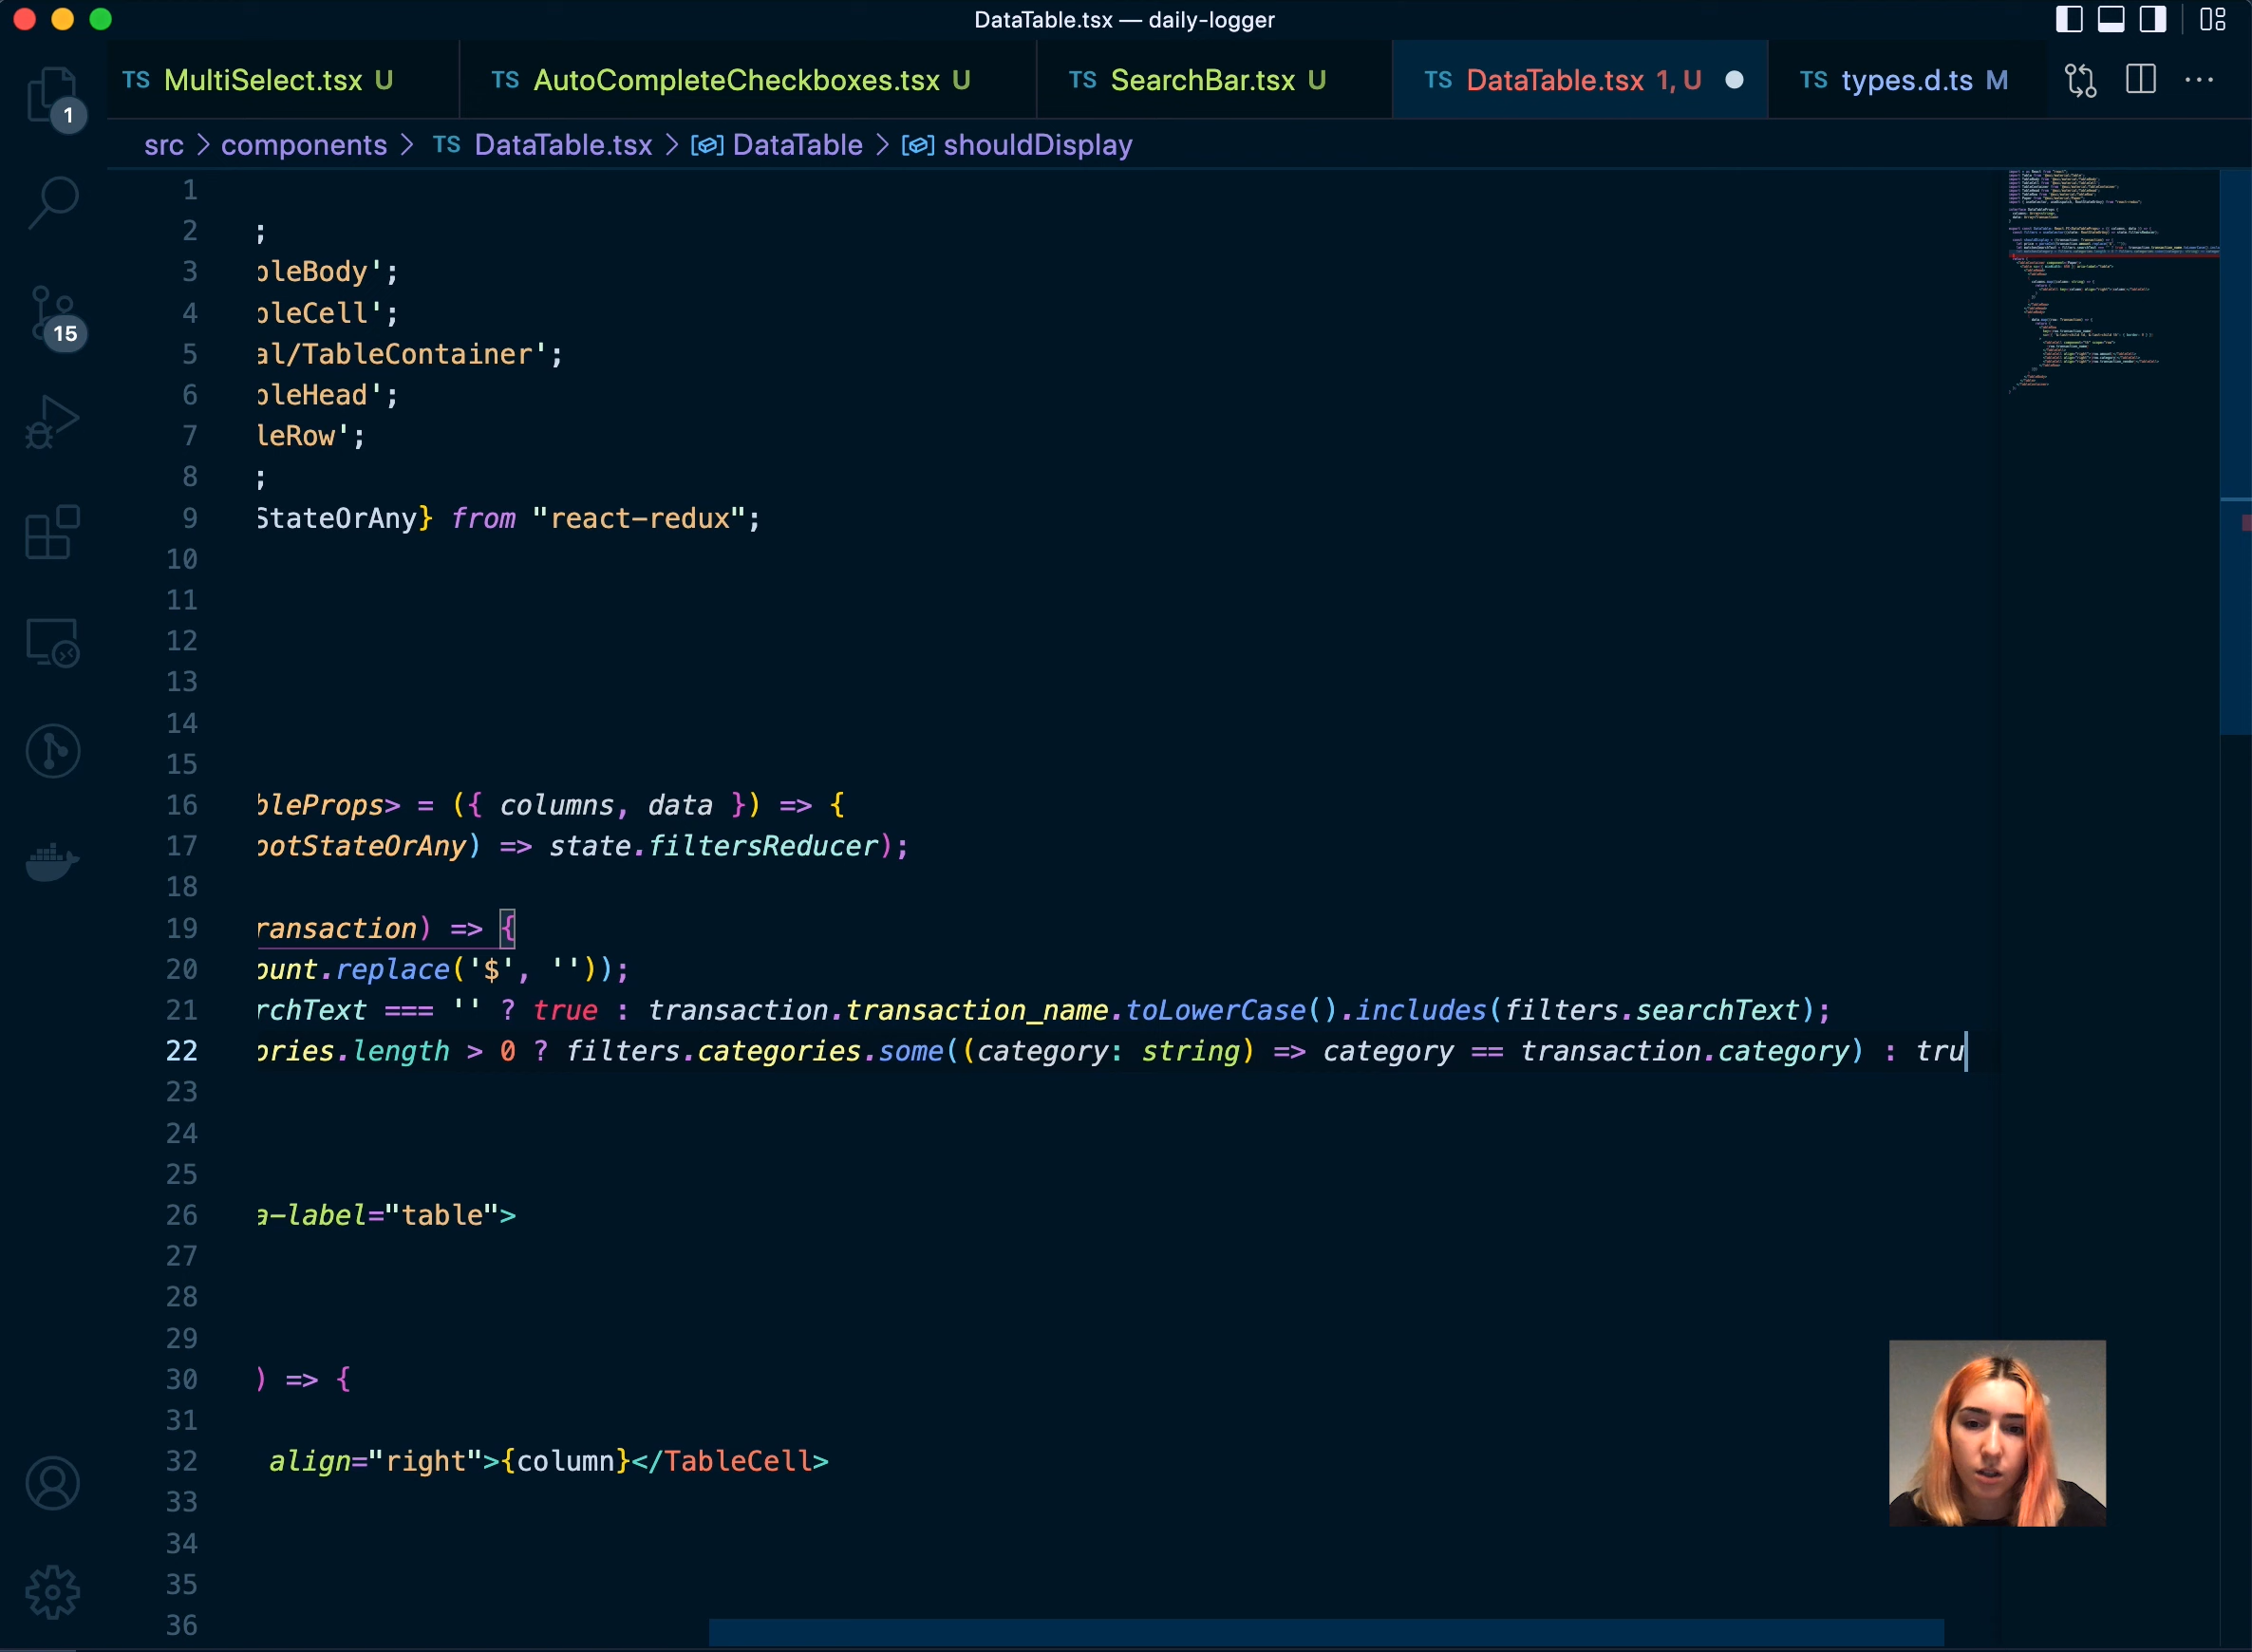 DataTable.tsx — daily-logger
TS MultiSelect.tsx U
TS AutoCompleteCheckboxes.tsx U
TS SearchBar.tsx U
TS DataTable.tsx 1, U
TS types.d.ts M
1
15
src > components > TS DataTable.tsx > DataTable > shouldDisplay
1
2 ;
3 bleBody';
4 bleCell';
5 al/TableContainer';
6 bleHead';
7 leRow';
8 ;
9 StateOrAny} from "react-redux";
10
11
12
13
14
15
16 bleProps> = ({ columns, data }) => {
17 ootStateOrAny) => state.filtersReducer);
18
19 ransaction) => {
20 ount.replace('$', ''));
21 rchText === '' ? true : transaction.transaction_name.toLowerCase().includes(filters.searchText);
22 ories.length > 0 ? filters.categories.some((category: string) => category == transaction.category) : tru
23
24
25
26 a-label="table">
27
28
29
30 ) => {
31
32 align="right">{column}</TableCell>
33
34
35
36